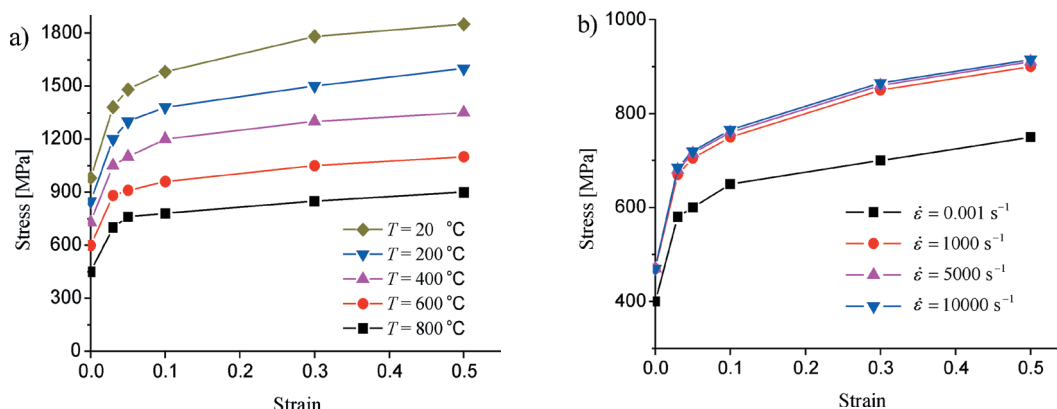 a)
Stress [MPa]
1800
1500
1200
900
600
300
0
0.0 0.1 0.2 0.3 0.4 0.5
Strain
T = 20 °C
T = 200 °C
T = 400 °C
T = 600 °C
T = 800 °C
b)
Stress [MPa]
1000
800
600
400
0.0 0.1 0.2 0.3 0.4 0.5
Strain
ε̇ = 0.001 s⁻¹
ε̇ = 1000 s⁻¹
ε̇ = 5000 s⁻¹
ε̇ = 10000 s⁻¹